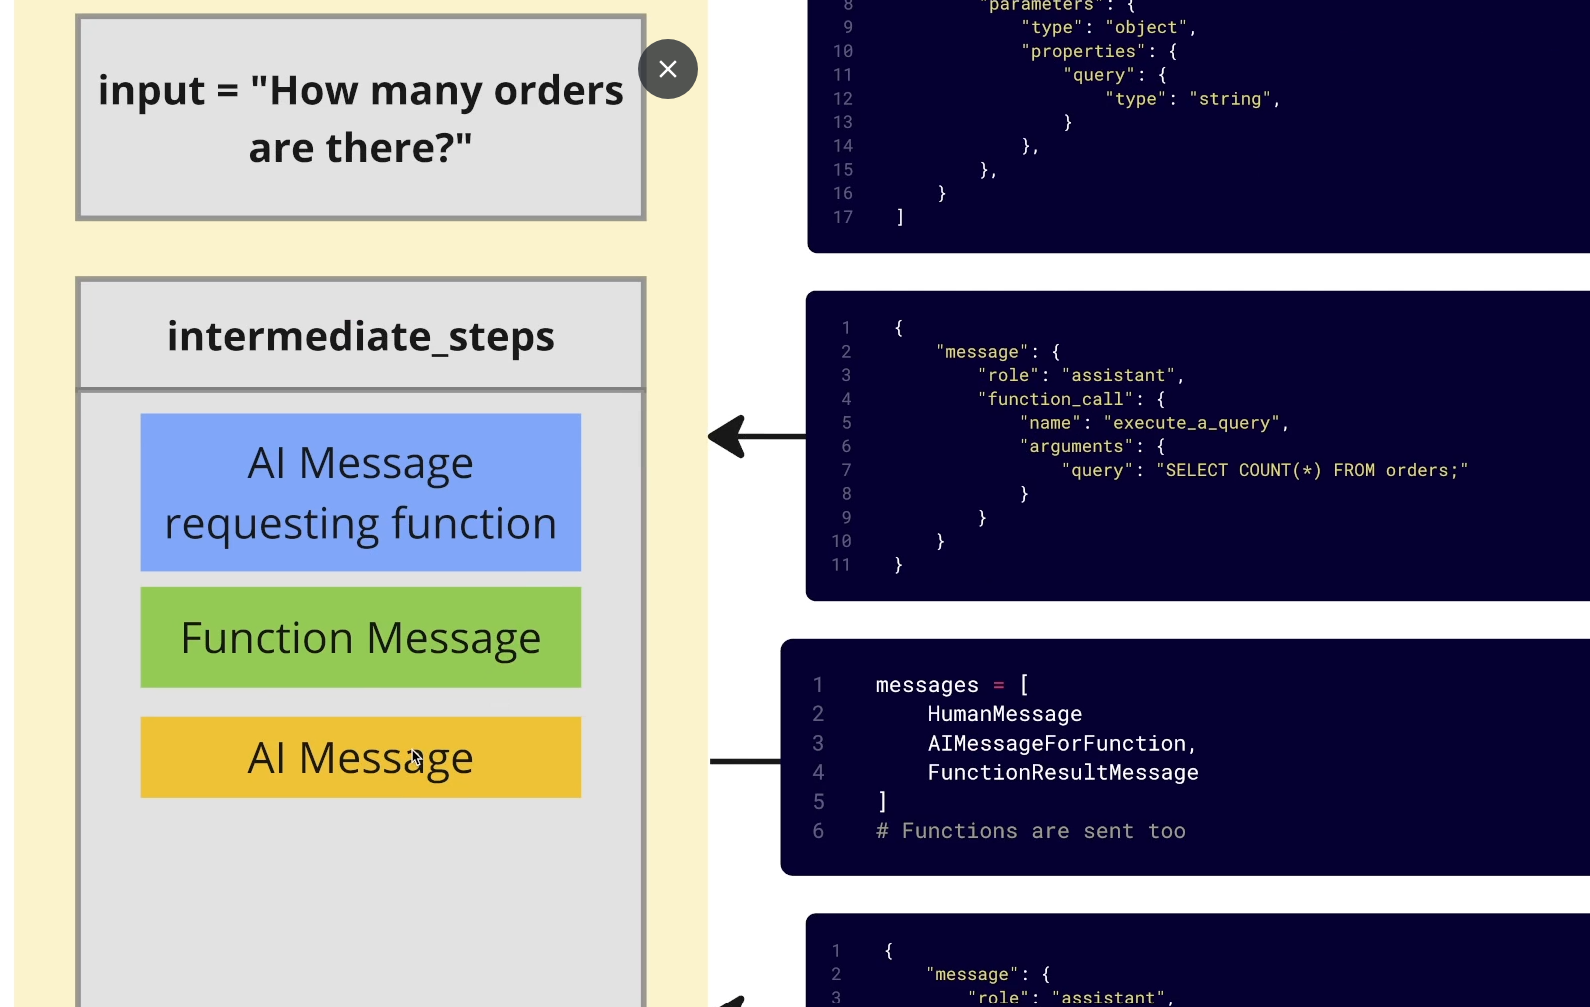 input = "How many orders
are there?"
intermediate_steps
AI Message
requesting function
Function Message
AI Message
8 "parameters": {
9 "type": "object",
10 "properties": {
11 "query": {
12 "type": "string",
13 }
14 },
15 },
16 }
17 ]
1 {
2 "message": {
3 "role": "assistant",
4 "function_call": {
5 "name": "execute_a_query",
6 "arguments": {
7 "query": "SELECT COUNT(*) FROM orders;"
8 }
9 }
10 }
11 }
1 messages = [
2 HumanMessage
3 AIMessageForFunction,
4 FunctionResultMessage
5 ]
6 # Functions are sent too
1 {
2 "message": {
3 "role": "assistant",